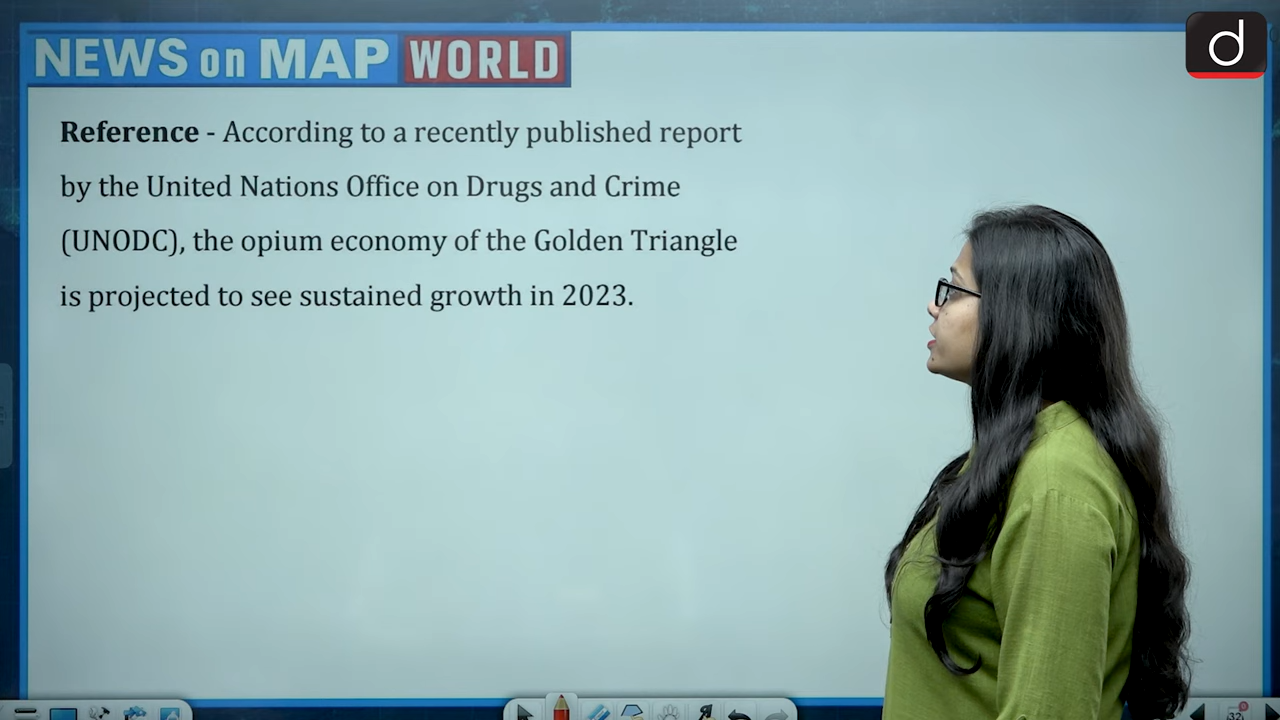 NEWS on MAP WORLD
d
Reference - According to a recently published report
by the United Nations Office on Drugs and Crime
(UNODC), the opium economy of the Golden Triangle
is projected to see sustained growth in 2023.
32